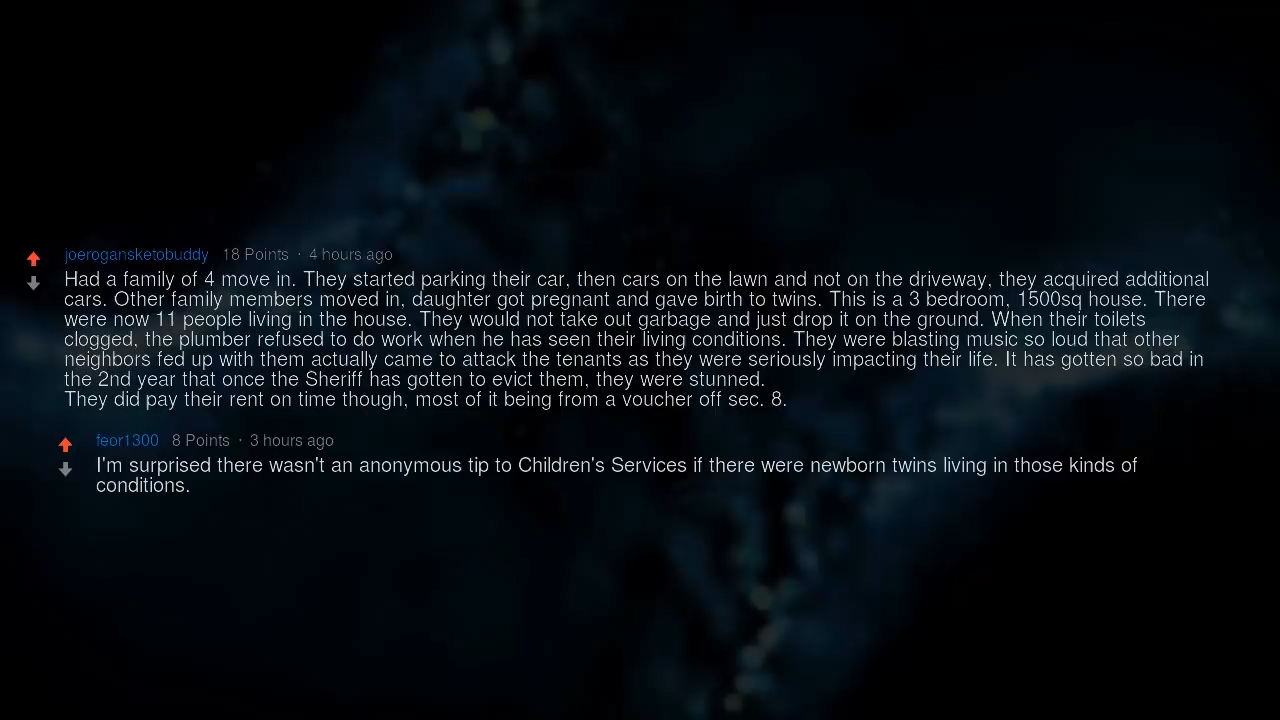 joerogansketobuddy 18 Points · 4 hours ago
Had a family of 4 move in. They started parking their car, then cars on the lawn and not on the driveway, they acquired additional
cars. Other family members moved in, daughter got pregnant and gave birth to twins. This is a 3 bedroom, 1500sq house. There
were now 11 people living in the house. They would not take out garbage and just drop it on the ground. When their toilets
clogged, the plumber refused to do work when he has seen their living conditions. They were blasting music so loud that other
neighbors fed up with them actually came to attack the tenants as they were seriously impacting their life. It has gotten so bad in
the 2nd year that once the Sheriff has gotten to evict them, they were stunned.
They did pay their rent on time though, most of it being from a voucher off sec. 8.
feor1300 8 Points · 3 hours ago
I'm surprised there wasn't an anonymous tip to Children's Services if there were newborn twins living in those kinds of
conditions.